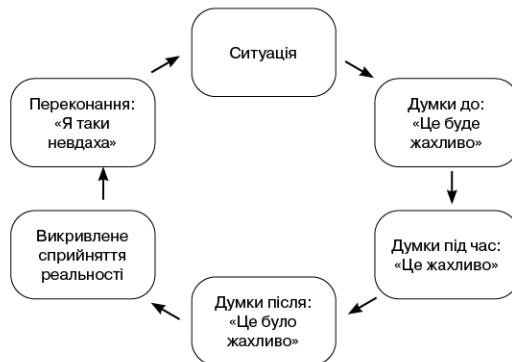 Ситуація
Думки до:
«Це буде
жахливо»
Думки під час:
«Це жахливо»
Думки після:
«Це було
жахливо»
Викривлене
сприйняття
реальності
Переконання:
«Я таки
невдаха»